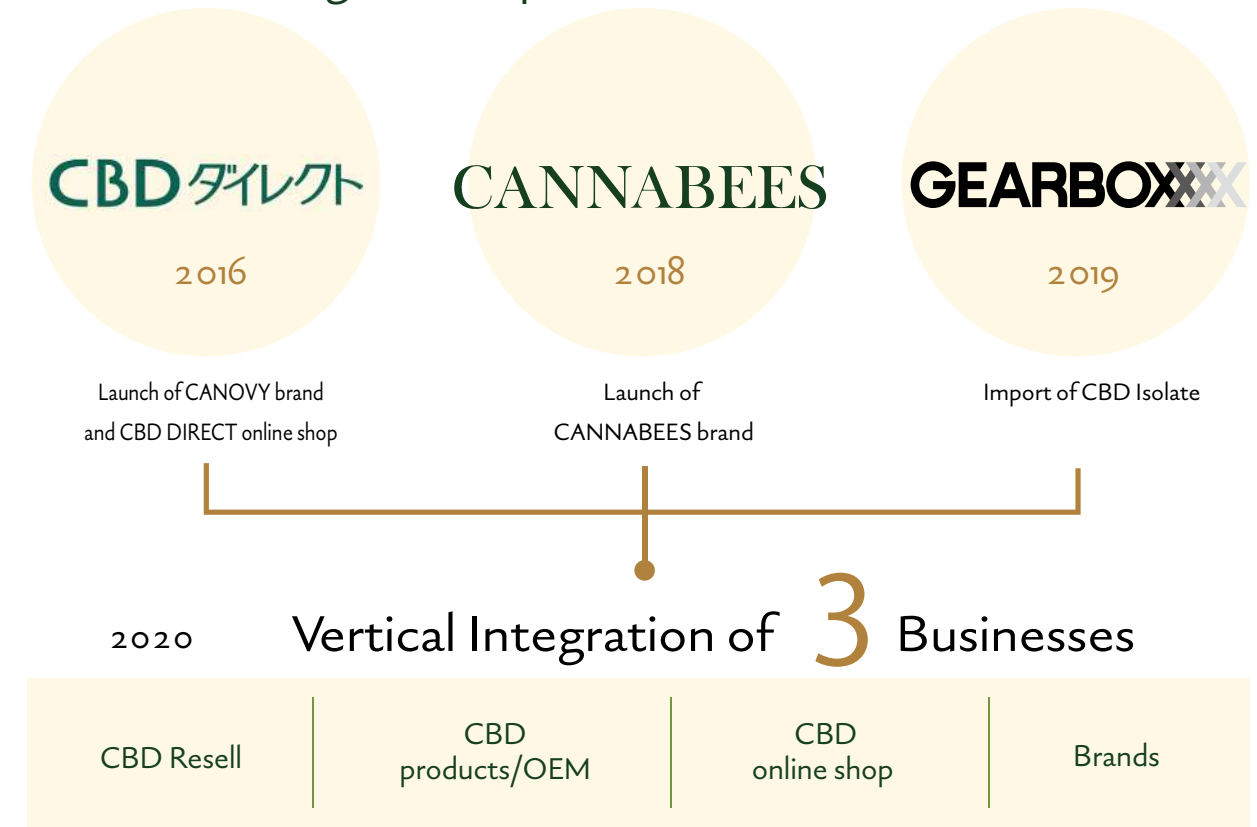 CBDダイレクト
2016
Launch of CANOVY brand
and CBD DIRECT online shop
CANNABEES
2018
Launch of
CANNABEES brand
GEARBOXXXX
2019
Import of CBD Isolate
2020 Vertical Integration of 3 Businesses
CBD Resell
CBD
products/OEM
CBD
online shop
Brands